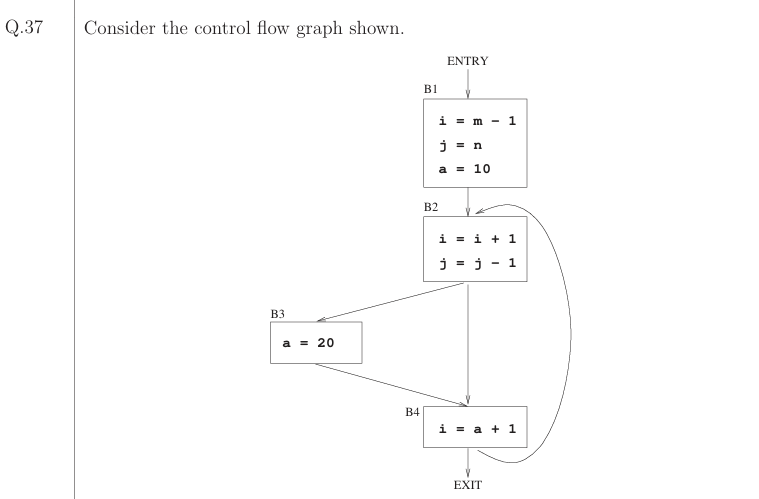 Q.37 Consider the control flow graph shown.
ENTRY
B1
i = m − 1
j = n
a = 10
B2
i = i + 1
j = j − 1
B3
a = 20
B4
i = a + 1
EXIT